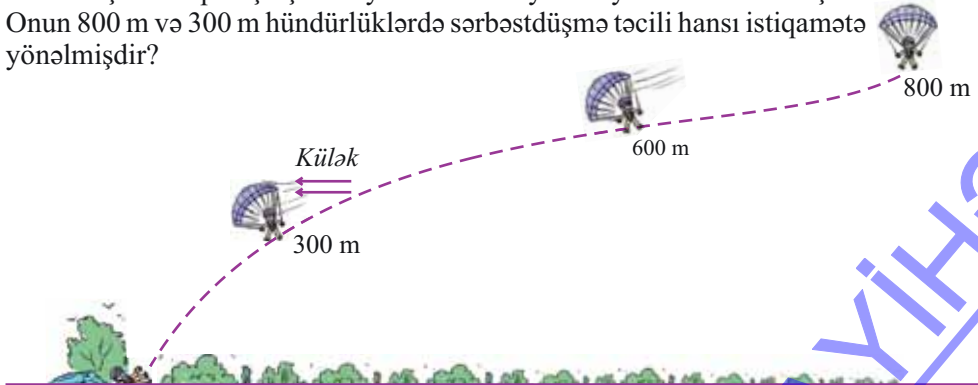 Onun 800 m və 300 m hündürlüklərdə sərbəstdüşmə təcili hansı istiqamətə
yönəlmişdir?
800 m
600 m
Külək
300 m